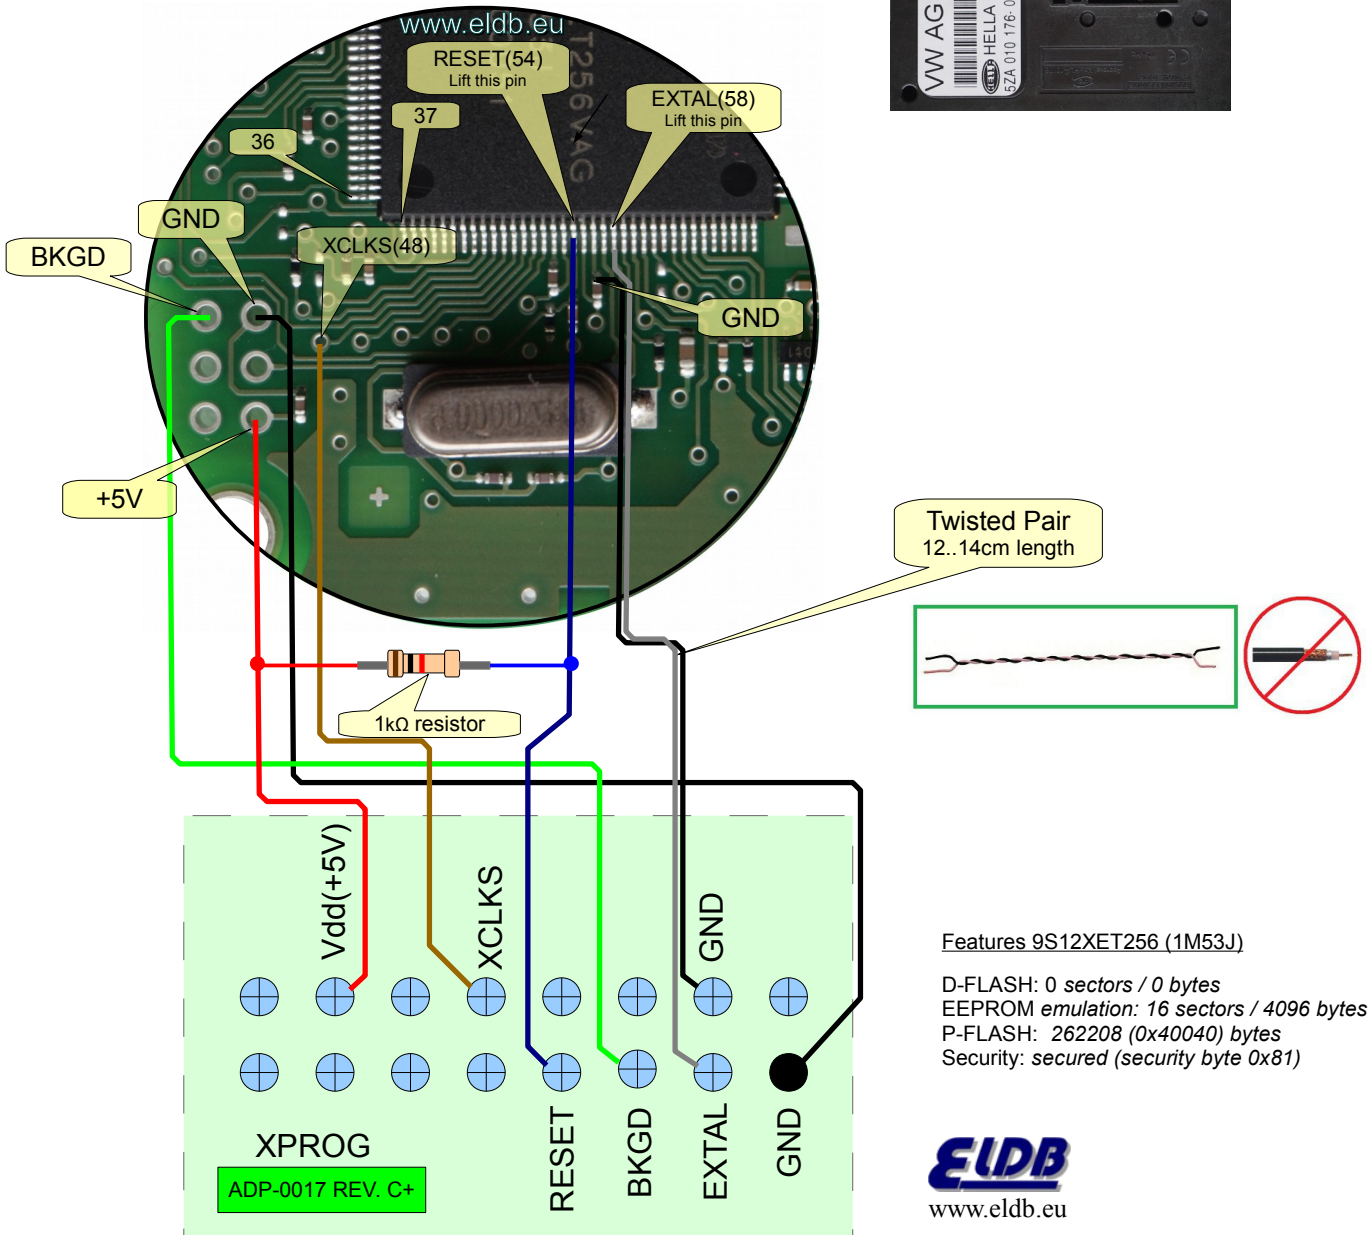 www.eldb.eu
RESET(54)
Lift this pin
T256VAG
EXTAL(58)
Lift this pin
37
36
GND
XCLKS(48)
BKGD
GND
+5V
VW AG
HELLA
HELLA
5ZA 010 176-0
Twisted Pair
12..14cm length
1kΩ resistor
Vdd(+5V)
XCLKS
GND
RESET
BKGD
EXTAL
GND
XPROG
ADP-0017 REV. C+
Features 9S12XET256 (1M53J)
D-FLASH: 0 sectors / 0 bytes
EEPROM emulation: 16 sectors / 4096 bytes
P-FLASH: 262208 (0x40040) bytes
Security: secured (security byte 0x81)
ELDB
www.eldb.eu